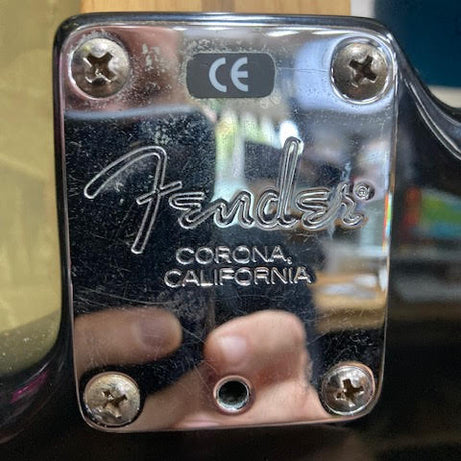 CE
Fender®
CORONA,
CALIFORNIA